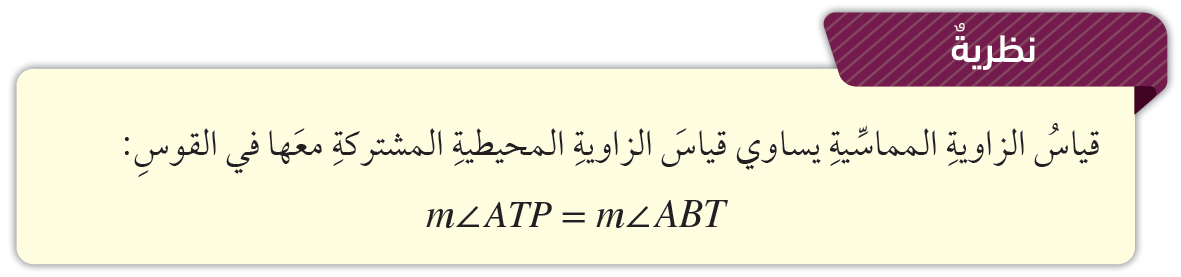 نظريةٌ
قياسُ الزاويةِ المماسِّيةِ يساوي قياسَ الزاويةِ المحيطيةِ المشتركةِ معَها في القوسِ:
m∠ATP = m∠ABT